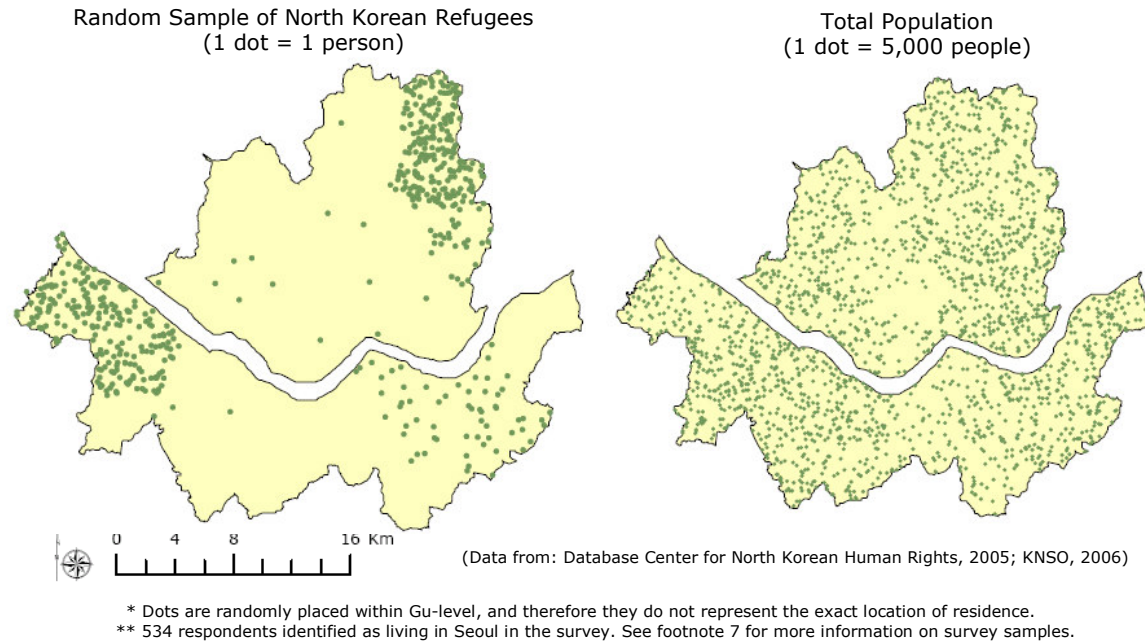 Random Sample of North Korean Refugees
(1 dot = 1 person)
Total Population
(1 dot = 5,000 people)
0 4 8 16 Km
(Data from: Database Center for North Korean Human Rights, 2005; KNSO, 2006)
* Dots are randomly placed within Gu-level, and therefore they do not represent the exact location of residence.
** 534 respondents identified as living in Seoul in the survey. See footnote 7 for more information on survey samples.